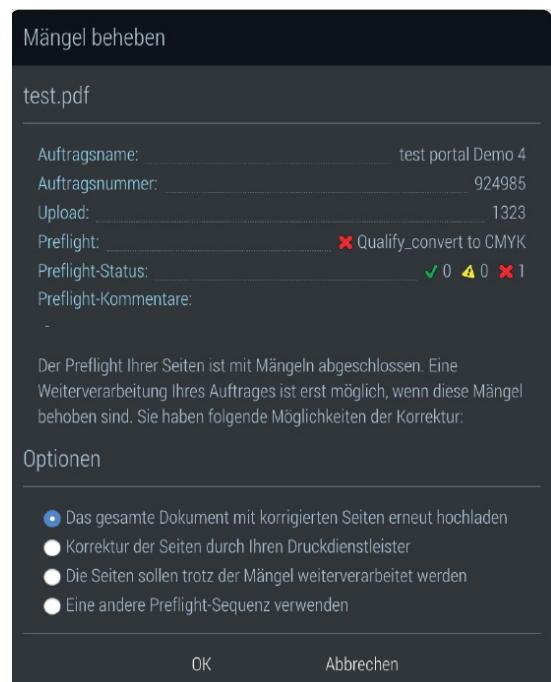 Mängel beheben
test.pdf
Auftragsname: test portal Demo 4
Auftragsnummer: 924985
Upload: 1323
Preflight: Qualify_convert to CMYK
Preflight-Status: 0 0 1
Preflight-Kommentare:
-
Der Preflight Ihrer Seiten ist mit Mängeln abgeschlossen. Eine
Weiterverarbeitung Ihres Auftrages ist erst möglich, wenn diese Mängel
behoben sind. Sie haben folgende Möglichkeiten der Korrektur:
Optionen
Das gesamte Dokument mit korrigierten Seiten erneut hochladen
Korrektur der Seiten durch Ihren Druckdienstleister
Die Seiten sollen trotz der Mängel weiterverarbeitet werden
Eine andere Preflight-Sequenz verwenden
OK Abbrechen